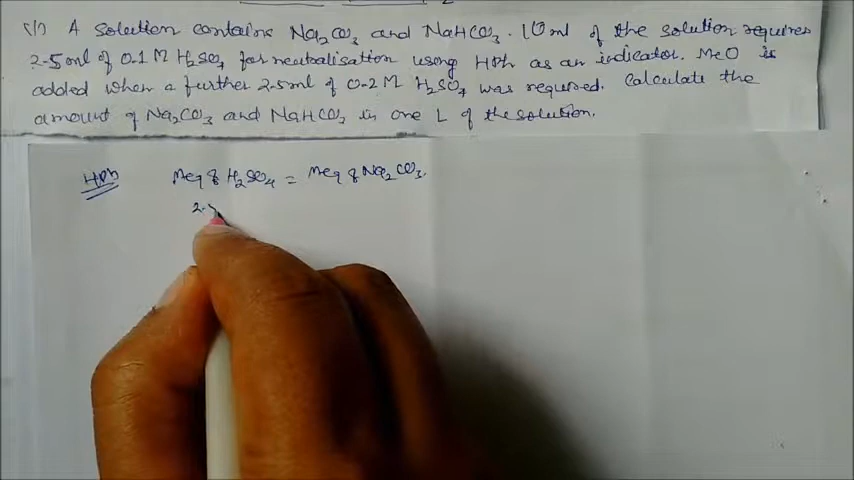 (1) A solution contains Na₂CO₃ and NaHCO₃. 10 ml of the solution requires
2.5 ml of 0.1 M H₂SO₄ for neutralisation using HPh as an indicator. MeO is
added when a further 2.5 ml of 0.2 M H₂SO₄ was required. Calculate the
amount of Na₂CO₃ and NaHCO₃ in one L of the solution.
HPh Meq of H₂SO₄ = Meq of Na₂CO₃.
2.